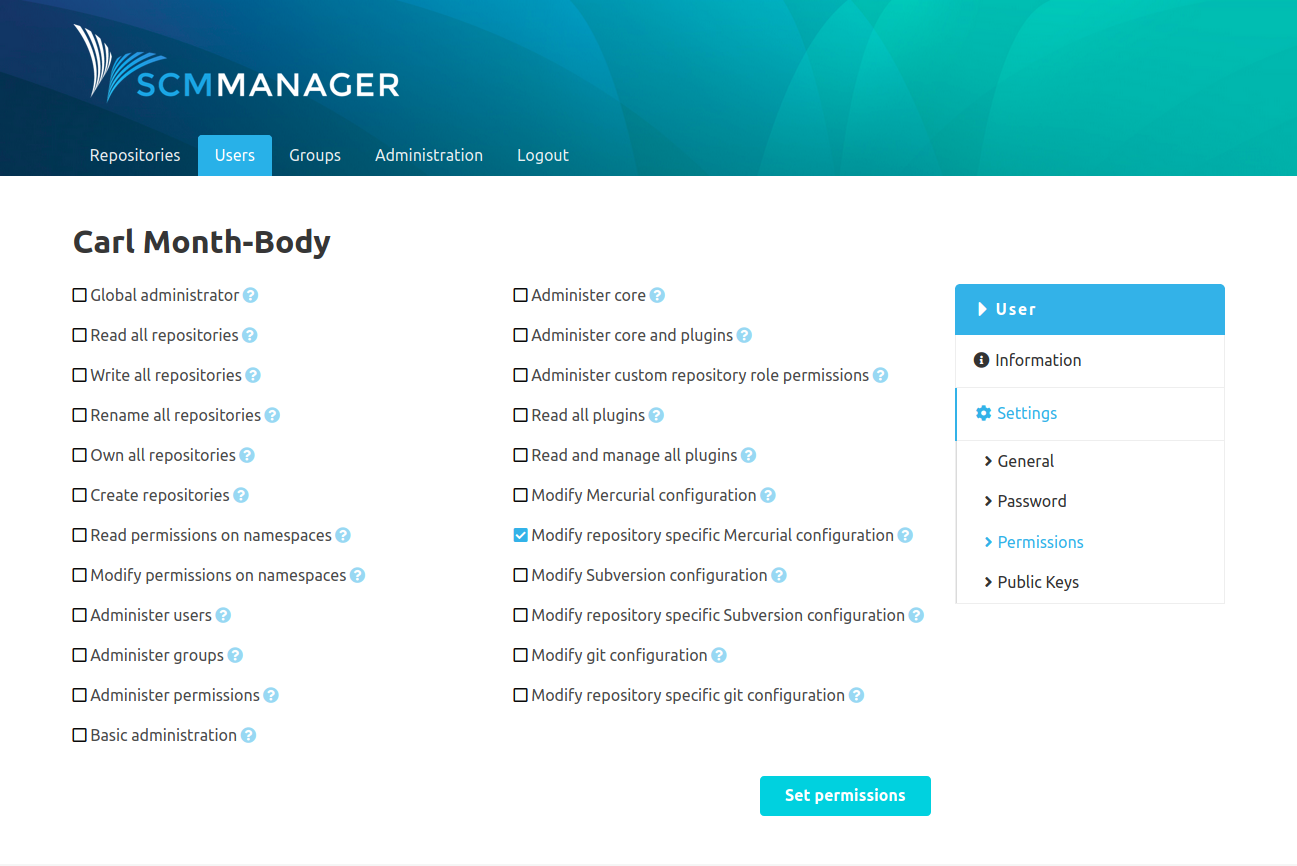 SCMMANAGER
Repositories Users Groups Administration Logout
Carl Month-Body
Global administrator
Read all repositories
Write all repositories
Rename all repositories
Own all repositories
Create repositories
Read permissions on namespaces
Modify permissions on namespaces
Administer users
Administer groups
Administer permissions
Basic administration
Administer core
Administer core and plugins
Administer custom repository role permissions
Read all plugins
Read and manage all plugins
Modify Mercurial configuration
Modify repository specific Mercurial configuration
Modify Subversion configuration
Modify repository specific Subversion configuration
Modify git configuration
Modify repository specific git configuration
Set permissions
User
Information
Settings
General
Password
Permissions
Public Keys